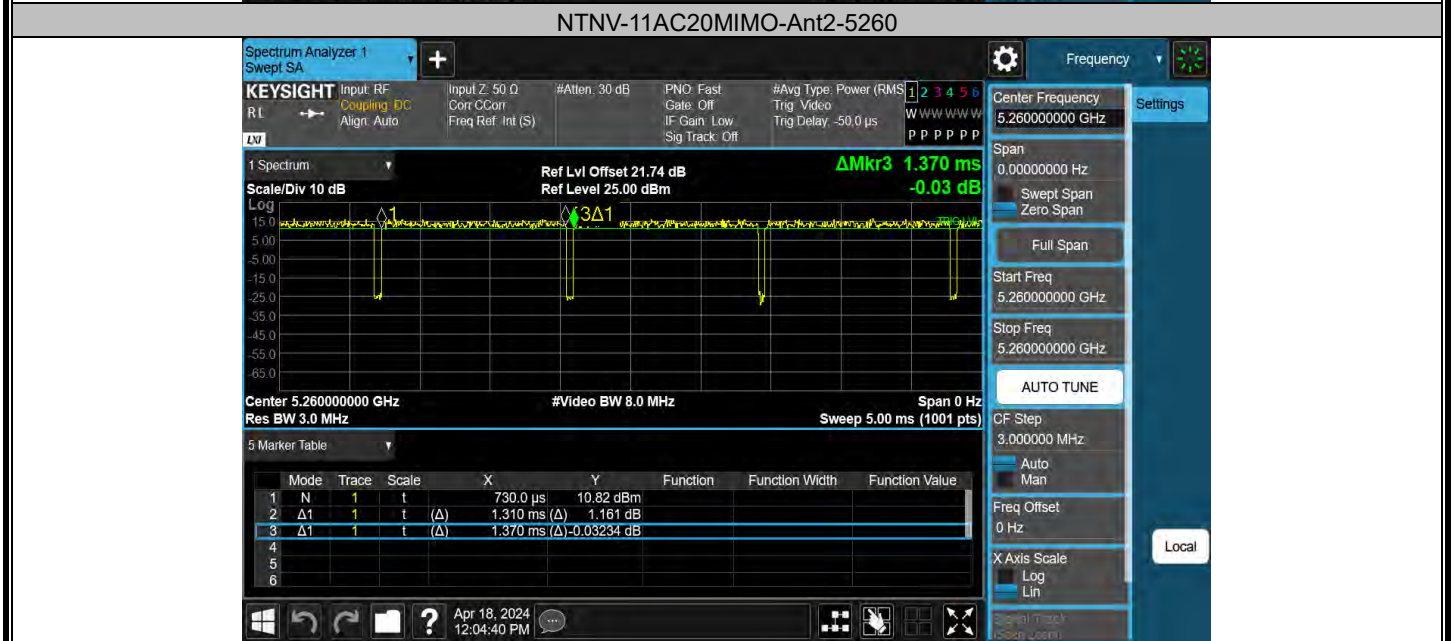 NTNV-11AC20MIMO-Ant2-5260
Spectrum Analyzer 1
Swept SA
Frequency
KEYSIGHT Input: RF Input Z: 50 Ω #Atten: 30 dB PNO: Fast #Avg Type: Power (RMS 1 2 3 4 5 6
RL Coupling: DC Corr CCorr Gate: Off Trig: Video W W W W W W
Align: Auto Freq Ref: Int (S) IF Gain: Low Trig Delay: -50.0 µs
LXI Sig Track: Off P P P P P P
1 Spectrum Ref Lvl Offset 21.74 dB ΔMkr3 1.370 ms
Scale/Div 10 dB Ref Level 25.00 dBm -0.03 dB
Log
15.0
5.00
-5.00
-15.0
-25.0
-35.0
-45.0
-55.0
-65.0
1
3Δ1
TRIG LVL
Center 5.260000000 GHz #Video BW 8.0 MHz Span 0 Hz
Res BW 3.0 MHz Sweep 5.00 ms (1001 pts)
5 Marker Table
Mode Trace Scale X Y Function Function Width Function Value
1 N 1 t 730.0 µs 10.82 dBm
2 Δ1 1 t (Δ) 1.310 ms (Δ) 1.161 dB
3 Δ1 1 t (Δ) 1.370 ms (Δ) -0.03234 dB
4
5
6
Apr 18, 2024
12:04:40 PM
Center Frequency
5.260000000 GHz
Settings
Span
0.00000000 Hz
Swept Span
Zero Span
Full Span
Start Freq
5.260000000 GHz
Stop Freq
5.260000000 GHz
AUTO TUNE
CF Step
3.000000 MHz
Auto
Man
Freq Offset
0 Hz
X Axis Scale
Log
Lin
Signal Track
(Span Zoom)
Local